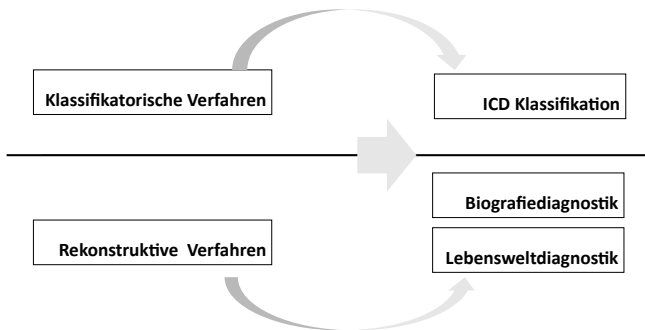 Klassifikatorische Verfahren
ICD Klassifikation
Biografiediagnostik
Rekonstruktive Verfahren
Lebensweltdiagnostik